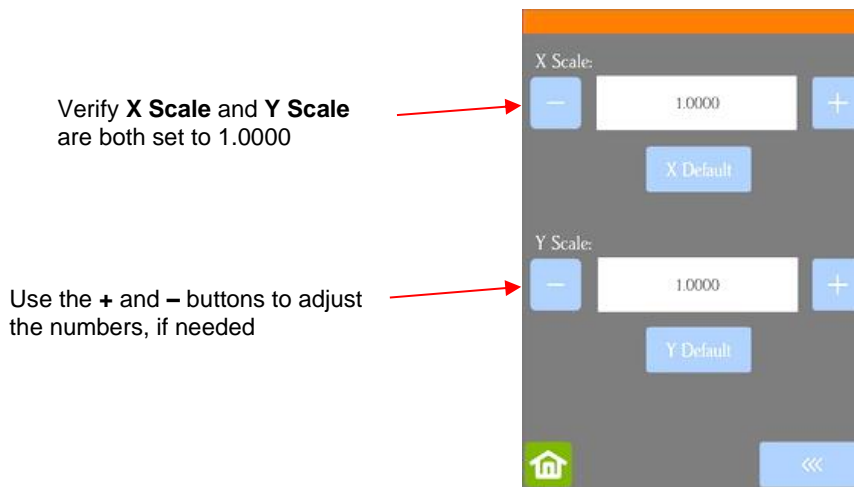 X Scale:
− 1.0000 +
Verify X Scale and Y Scale
are both set to 1.0000
X Default
Y Scale:
− 1.0000 +
Use the + and – buttons to adjust
the numbers, if needed
Y Default